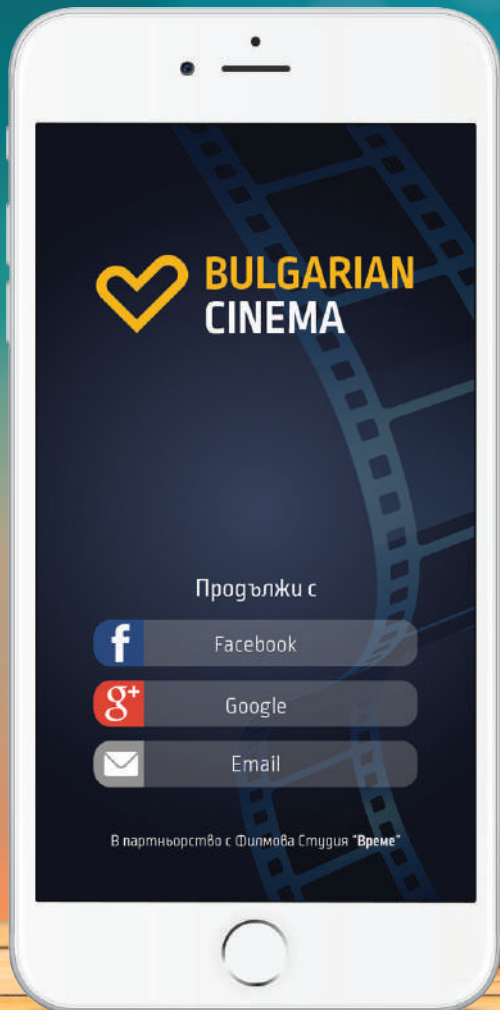 BULGARIAN
CINEMA
Продължи с
Facebook
Google
Email
В партньорство с Филмова Студия "Време"